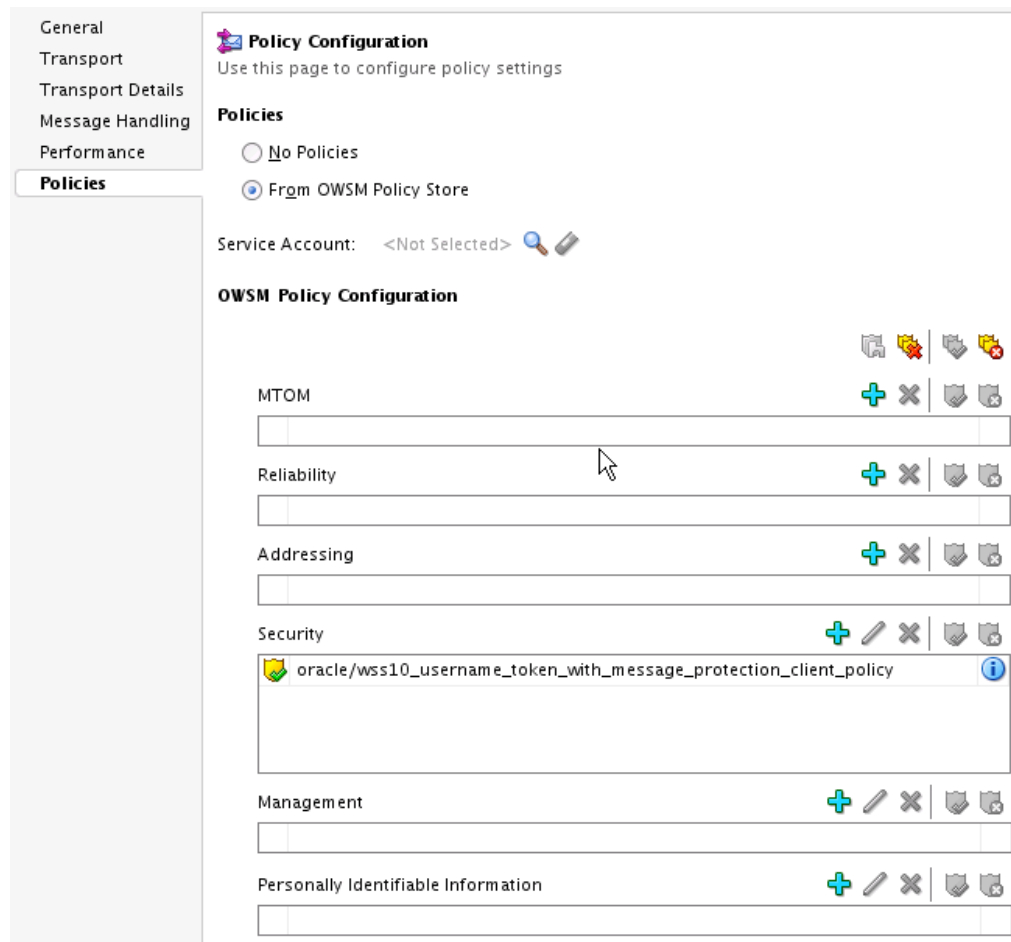 General
Transport
Transport Details
Message Handling
Performance
Policies
Policy Configuration
Use this page to configure policy settings
Policies
No Policies
From OWSM Policy Store
Service Account: <Not Selected>
OWSM Policy Configuration
MTOM
Reliability
Addressing
Security
oracle/wss10_username_token_with_message_protection_client_policy
Management
Personally Identifiable Information